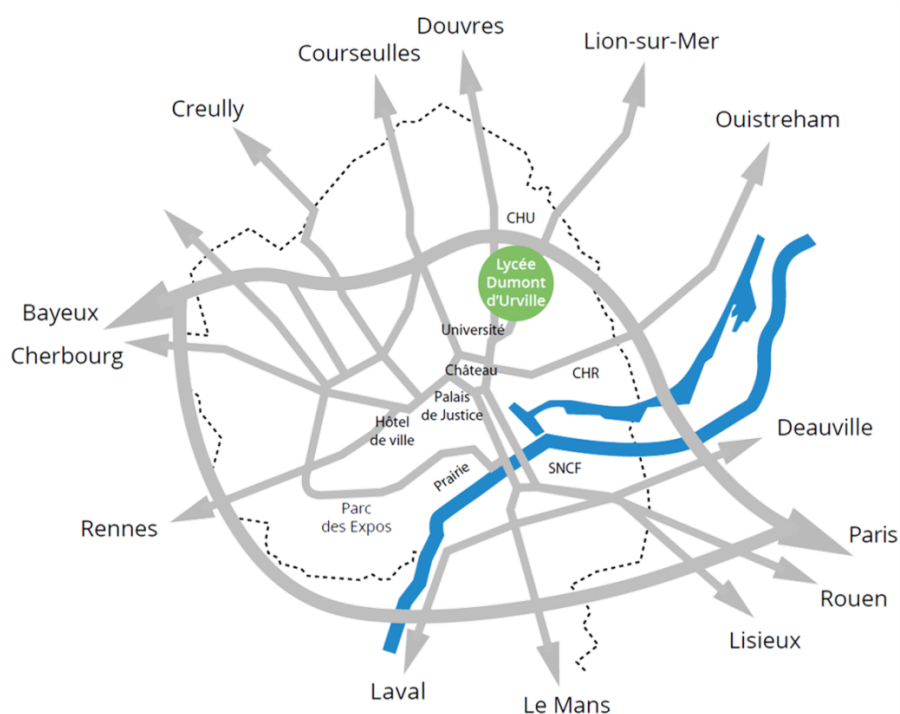 Douvres
Lion-sur-Mer
Courseulles
Creully
Ouistreham
CHU
Lycée
Dumont
d'Urville
Bayeux
Université
Cherbourg
Château
CHR
Palais
de Justice
Hôtel
de ville
Deauville
Prairie
SNCF
Parc
des Expos
Rennes
Paris
Rouen
Lisieux
Laval
Le Mans